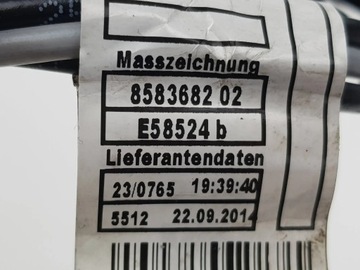 Masszeichnung
8583682 02
E58524 b
Lieferantendaten
23/0765 19:39:40
5512 22.09.2014